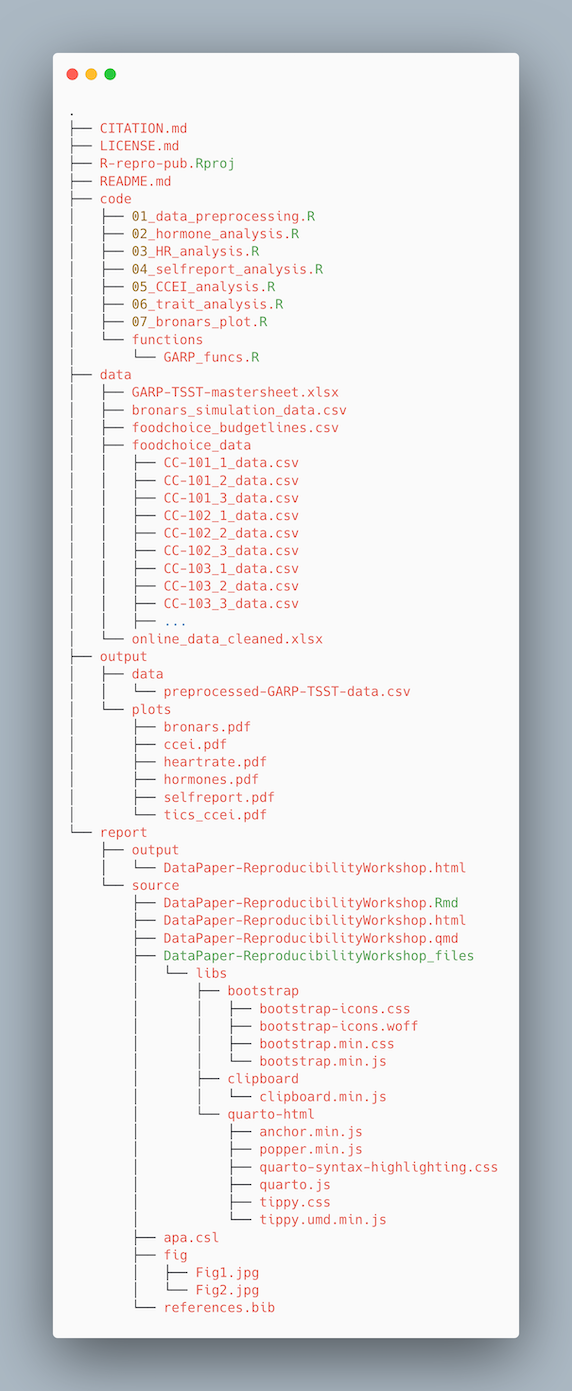 .
├── CITATION.md
├── LICENSE.md
├── R-repro-pub.Rproj
├── README.md
├── code
│   ├── 01_data_preprocessing.R
│   ├── 02_hormone_analysis.R
│   ├── 03_HR_analysis.R
│   ├── 04_selfreport_analysis.R
│   ├── 05_CCEI_analysis.R
│   ├── 06_trait_analysis.R
│   ├── 07_bronars_plot.R
│   └── functions
│       └── GARP_funcs.R
├── data
│   ├── GARP-TSST-mastersheet.xlsx
│   ├── bronars_simulation_data.csv
│   ├── foodchoice_budgetlines.csv
│   ├── foodchoice_data
│   │   ├── CC-101_1_data.csv
│   │   ├── CC-101_2_data.csv
│   │   ├── CC-101_3_data.csv
│   │   ├── CC-102_1_data.csv
│   │   ├── CC-102_2_data.csv
│   │   ├── CC-102_3_data.csv
│   │   ├── CC-103_1_data.csv
│   │   ├── CC-103_2_data.csv
│   │   ├── CC-103_3_data.csv
│   │   ├── ...
│   └── online_data_cleaned.xlsx
├── output
│   ├── data
│   │   └── preprocessed-GARP-TSST-data.csv
│   └── plots
│       ├── bronars.pdf
│       ├── ccei.pdf
│       ├── heartrate.pdf
│       ├── hormones.pdf
│       ├── selfreport.pdf
│       └── tics_ccei.pdf
└── report
    ├── output
    │   └── DataPaper-ReproducibilityWorkshop.html
    └── source
        ├── DataPaper-ReproducibilityWorkshop.Rmd
        ├── DataPaper-ReproducibilityWorkshop.html
        ├── DataPaper-ReproducibilityWorkshop.qmd
        ├── DataPaper-ReproducibilityWorkshop_files
        │   └── libs
        │       ├── bootstrap
        │       │   ├── bootstrap-icons.css
        │       │   ├── bootstrap-icons.woff
        │       │   ├── bootstrap.min.css
        │       │   └── bootstrap.min.js
        │       ├── clipboard
        │       │   └── clipboard.min.js
        │       └── quarto-html
        │           ├── anchor.min.js
        │           ├── popper.min.js
        │           ├── quarto-syntax-highlighting.css
        │           ├── quarto.js
        │           ├── tippy.css
        │           └── tippy.umd.min.js
        ├── apa.csl
        ├── fig
        │   ├── Fig1.jpg
        │   └── Fig2.jpg
        └── references.bib